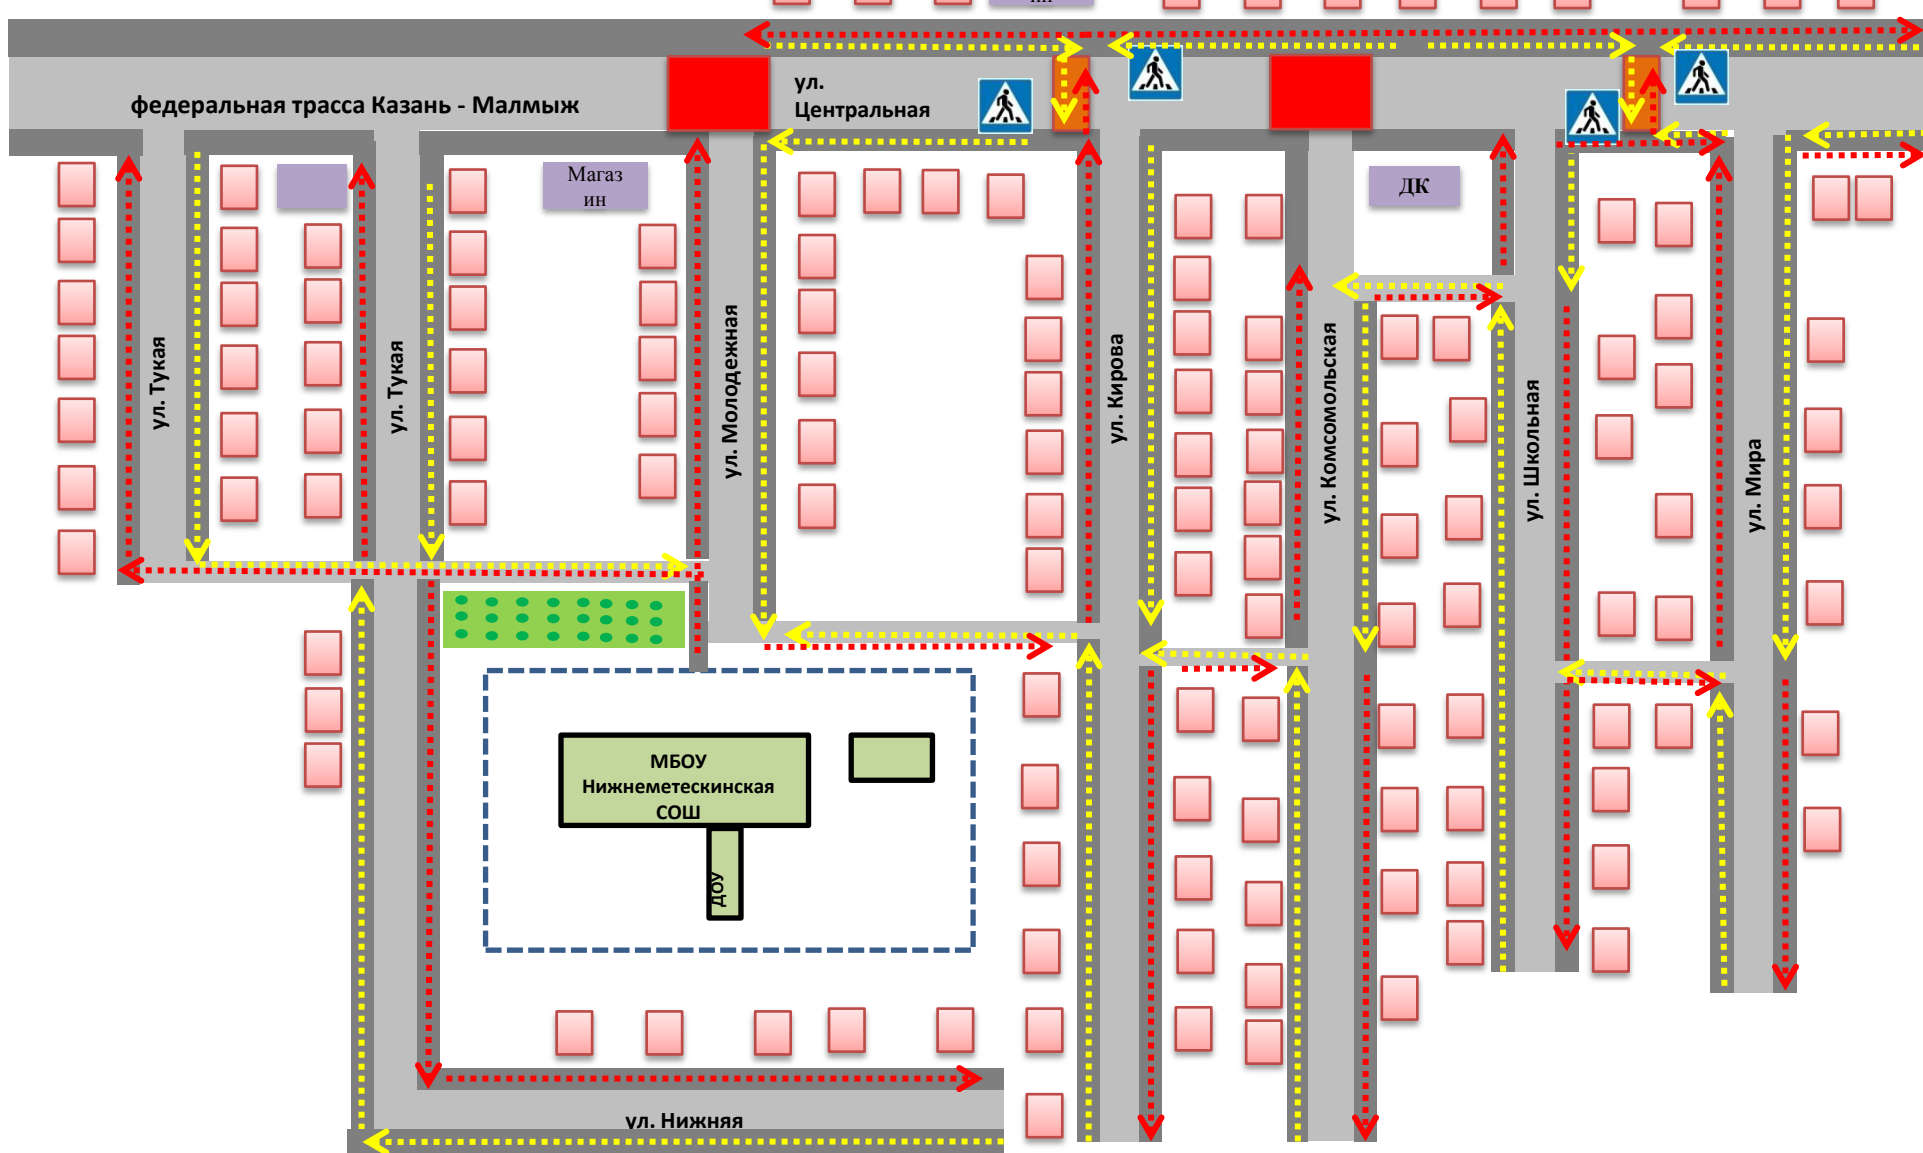 ин
федеральная трасса Казань - Малмыж
ул.
Центральная
Магаз
ин
ДК
ул. Тукая
ул. Тукая
ул. Молодежная
ул. Кирова
ул. Комсомольская
ул. Школьная
ул. Мира
МБОУ
Нижнеметескинская
СОШ
ДОУ
ул. Нижняя